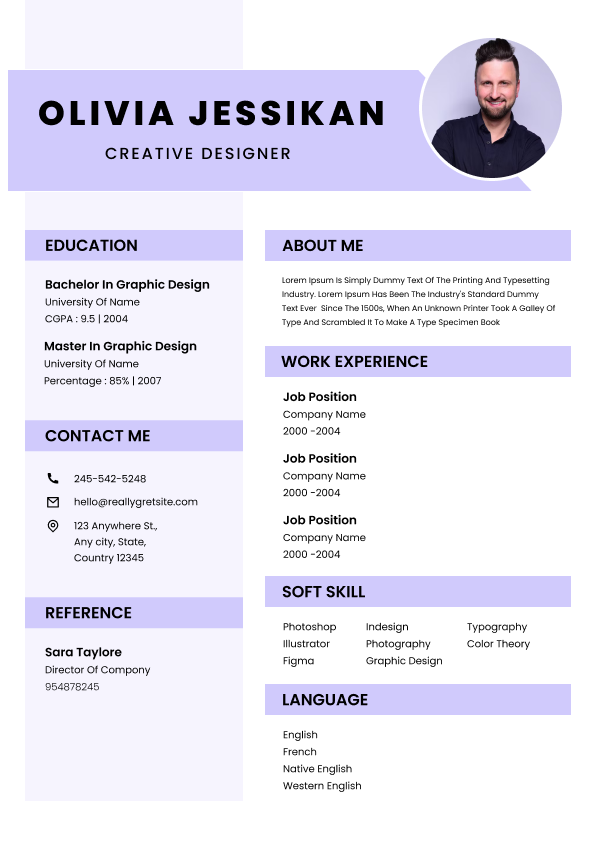 OLIVIA JESSIKAN
CREATIVE DESIGNER
EDUCATION
Bachelor In Graphic Design
University Of Name
CGPA : 9.5 | 2004
Master In Graphic Design
University Of Name
Percentage : 85% | 2007
CONTACT ME
245-542-5248
hello@reallygretsite.com
123 Anywhere St.,
Any city, State,
Country 12345
REFERENCE
Sara Taylore
Director Of Compony
954878245
ABOUT ME
Lorem Ipsum Is Simply Dummy Text Of The Printing And Typesetting
Industry. Lorem Ipsum Has Been The Industry's Standard Dummy
Text Ever  Since The 1500s, When An Unknown Printer Took A Galley Of
Type And Scrambled It To Make A Type Specimen Book
WORK EXPERIENCE
Job Position
Company Name
2000 -2004
Job Position
Company Name
2000 -2004
Job Position
Company Name
2000 -2004
SOFT SKILL
Photoshop Indesign Typography
Illustrator Photography Color Theory
Figma Graphic Design
LANGUAGE
English
French
Native English
Western English